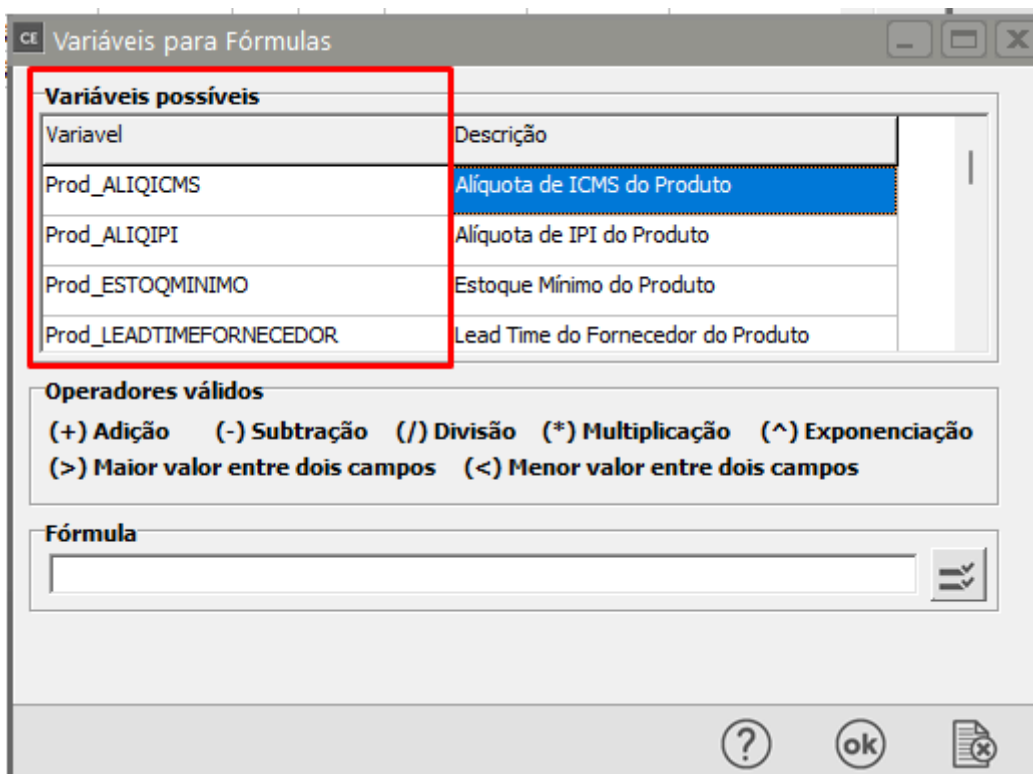 CE Variáveis para Fórmulas
Variáveis possíveis
Variavel Descrição
Prod_ALIQICMS Alíquota de ICMS do Produto
Prod_ALIQIPI Alíquota de IPI do Produto
Prod_ESTOQMINIMO Estoque Mínimo do Produto
Prod_LEADTIMEFORNECEDOR Lead Time do Fornecedor do Produto
Operadores válidos
(+) Adição (-) Subtração (/) Divisão (*) Multiplicação (^) Exponenciação
(>) Maior valor entre dois campos (<) Menor valor entre dois campos
Fórmula
? ok